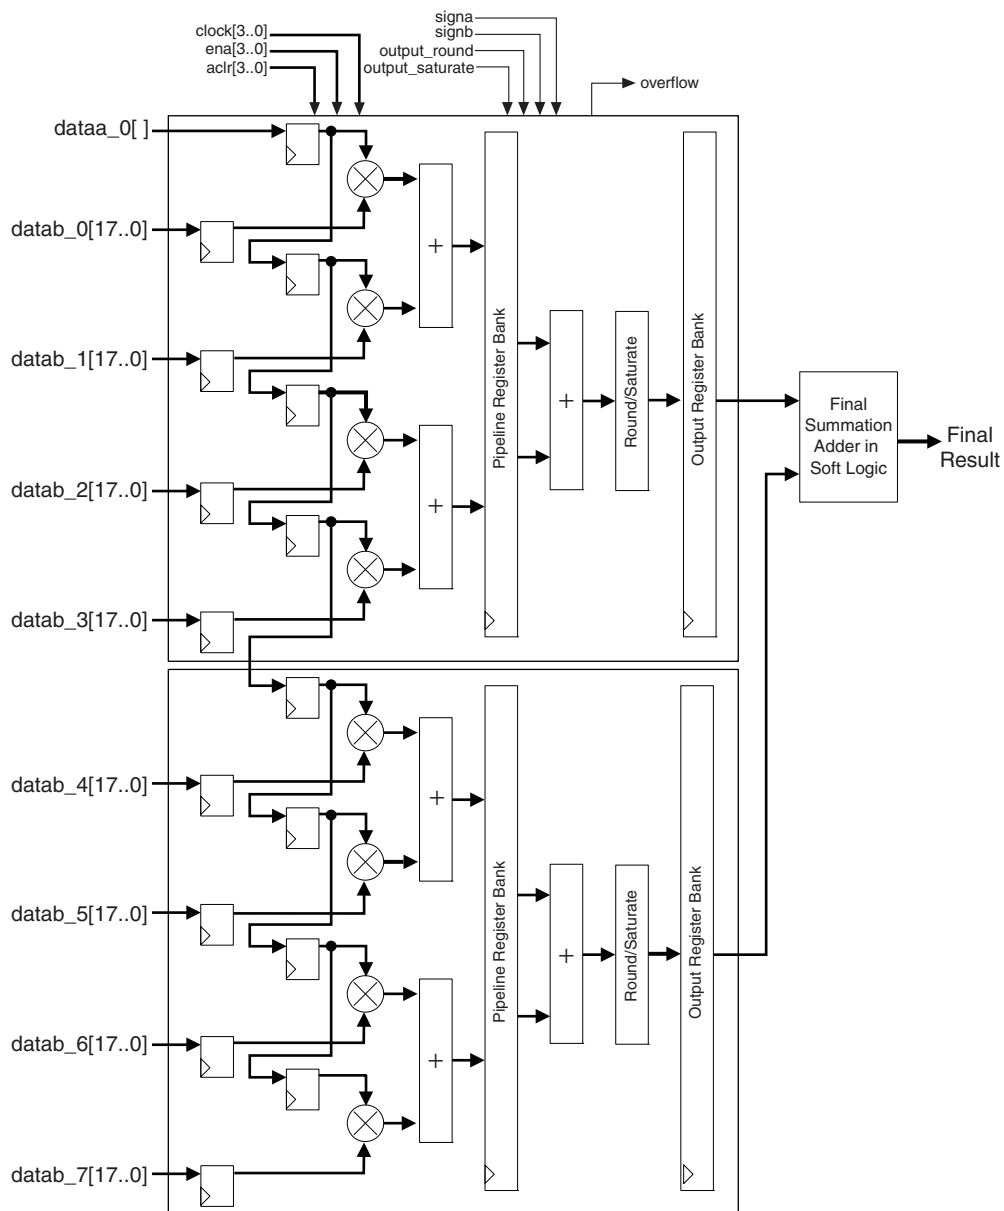 signa
signb
output_round
output_saturate
clock[3..0]
ena[3..0]
aclr[3..0]
overflow
dataa_0[ ]
datab_0[17..0]
datab_1[17..0]
datab_2[17..0]
datab_3[17..0]
+
+
Pipeline Register Bank
+
Round/Saturate
Output Register Bank
Final
Summation
Adder in
Soft Logic
Final
Result
datab_4[17..0]
datab_5[17..0]
datab_6[17..0]
datab_7[17..0]
+
+
Pipeline Register Bank
+
Round/Saturate
Output Register Bank